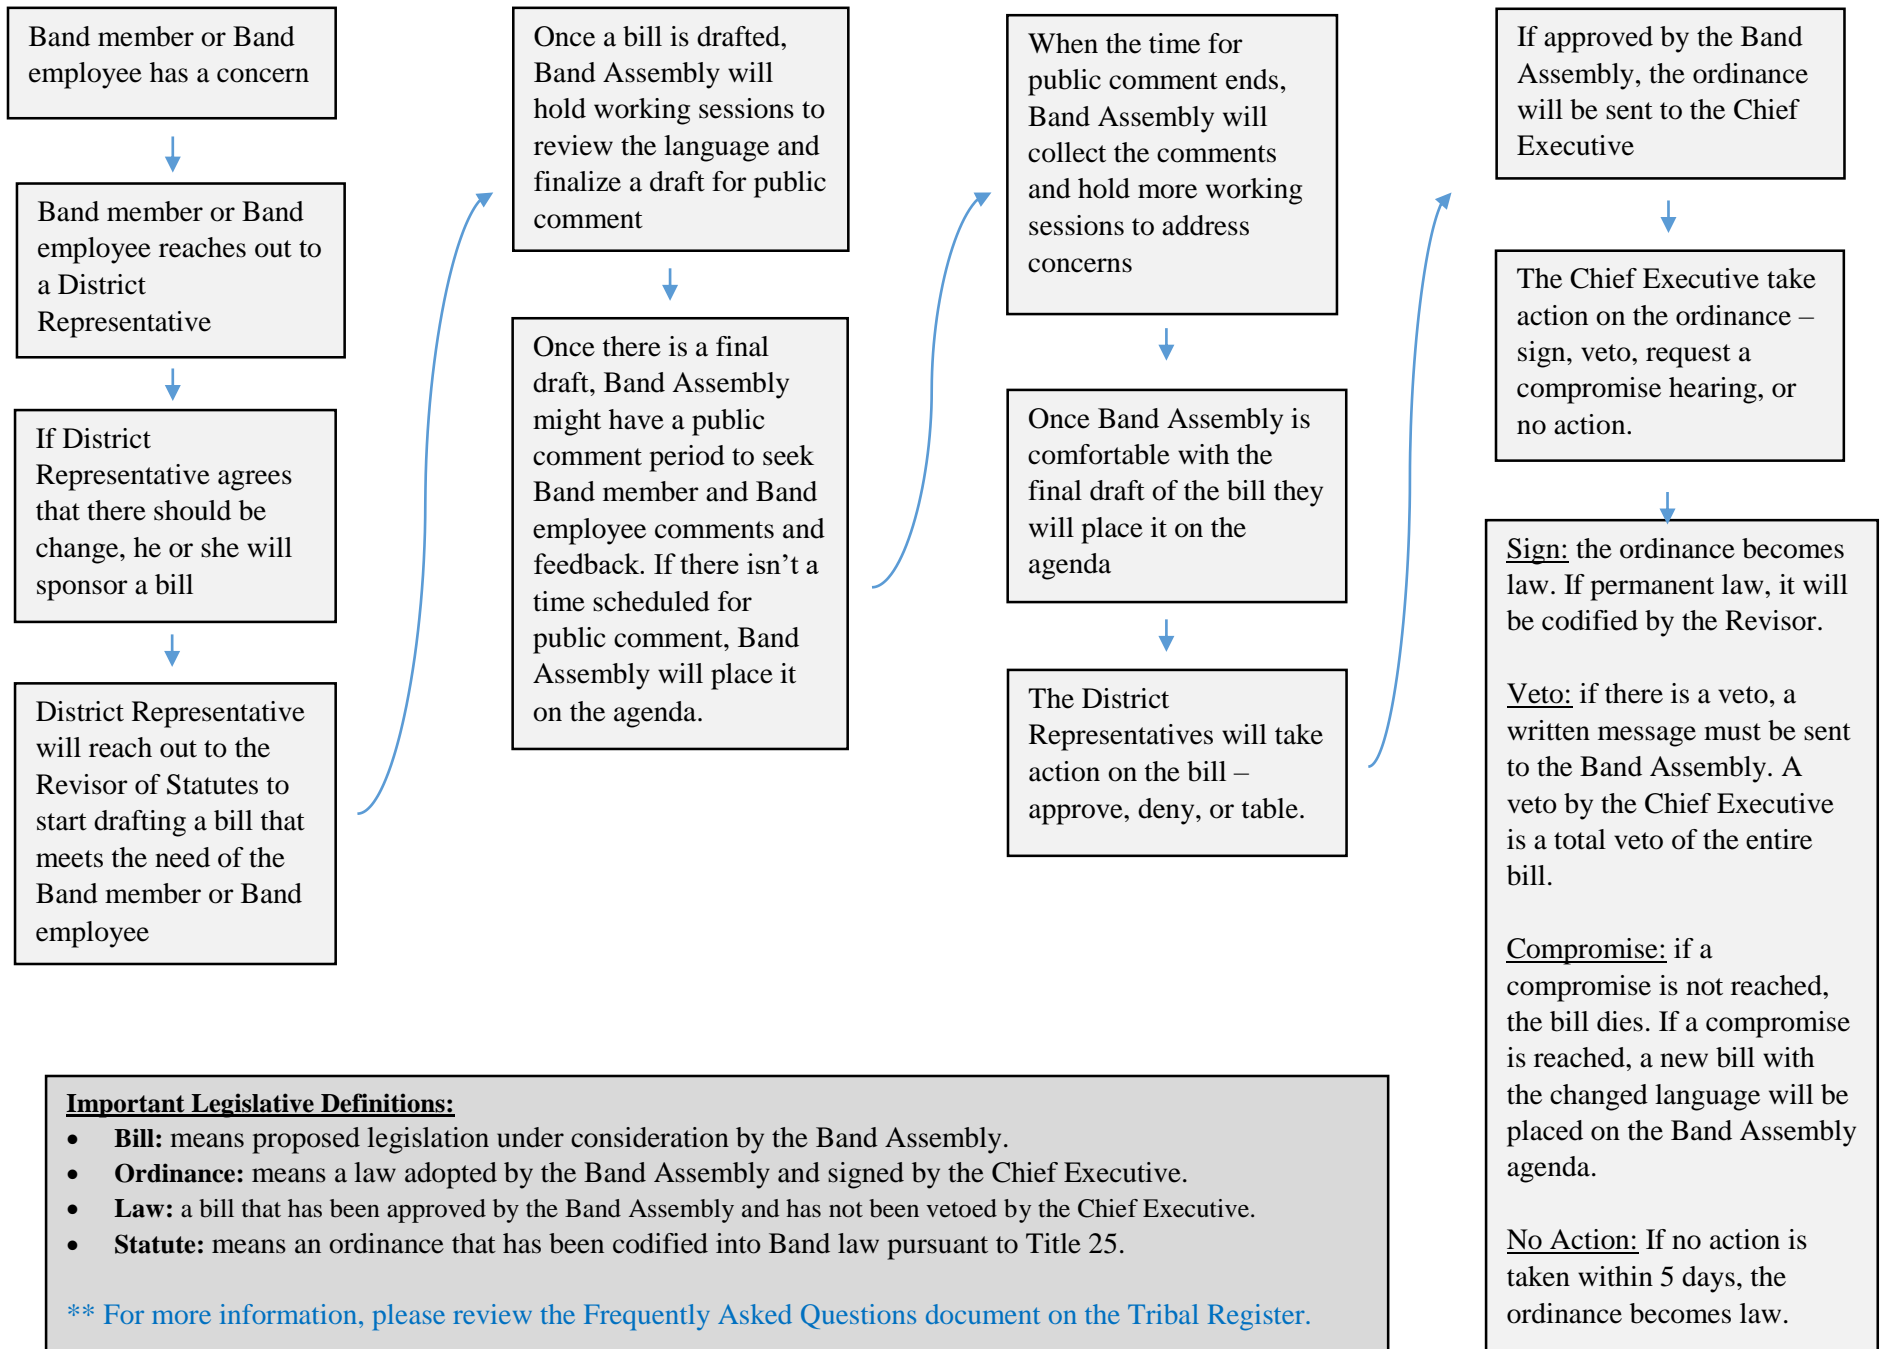 Band member or Band
employee has a concern
Band member or Band
employee reaches out to
a District
Representative
If District
Representative agrees
that there should be
change, he or she will
sponsor a bill
District Representative
will reach out to the
Revisor of Statutes to
start drafting a bill that
meets the need of the
Band member or Band
employee
Once a bill is drafted,
Band Assembly will
hold working sessions to
review the language and
finalize a draft for public
comment
Once there is a final
draft, Band Assembly
might have a public
comment period to seek
Band member and Band
employee comments and
feedback. If there isn’t a
time scheduled for
public comment, Band
Assembly will place it
on the agenda.
When the time for
public comment ends,
Band Assembly will
collect the comments
and hold more working
sessions to address
concerns
Once Band Assembly is
comfortable with the
final draft of the bill they
will place it on the
agenda
The District
Representatives will take
action on the bill –
approve, deny, or table.
If approved by the Band
Assembly, the ordinance
will be sent to the Chief
Executive
The Chief Executive take
action on the ordinance –
sign, veto, request a
compromise hearing, or
no action.
Sign: the ordinance becomes
law. If permanent law, it will
be codified by the Revisor.
Veto: if there is a veto, a
written message must be sent
to the Band Assembly. A
veto by the Chief Executive
is a total veto of the entire
bill.
Compromise: if a
compromise is not reached,
the bill dies. If a compromise
is reached, a new bill with
the changed language will be
placed on the Band Assembly
agenda.
No Action: If no action is
taken within 5 days, the
ordinance becomes law.
Important Legislative Definitions:
• Bill: means proposed legislation under consideration by the Band Assembly.
• Ordinance: means a law adopted by the Band Assembly and signed by the Chief Executive.
• Law: a bill that has been approved by the Band Assembly and has not been vetoed by the Chief Executive.
• Statute: means an ordinance that has been codified into Band law pursuant to Title 25.
** For more information, please review the Frequently Asked Questions document on the Tribal Register.